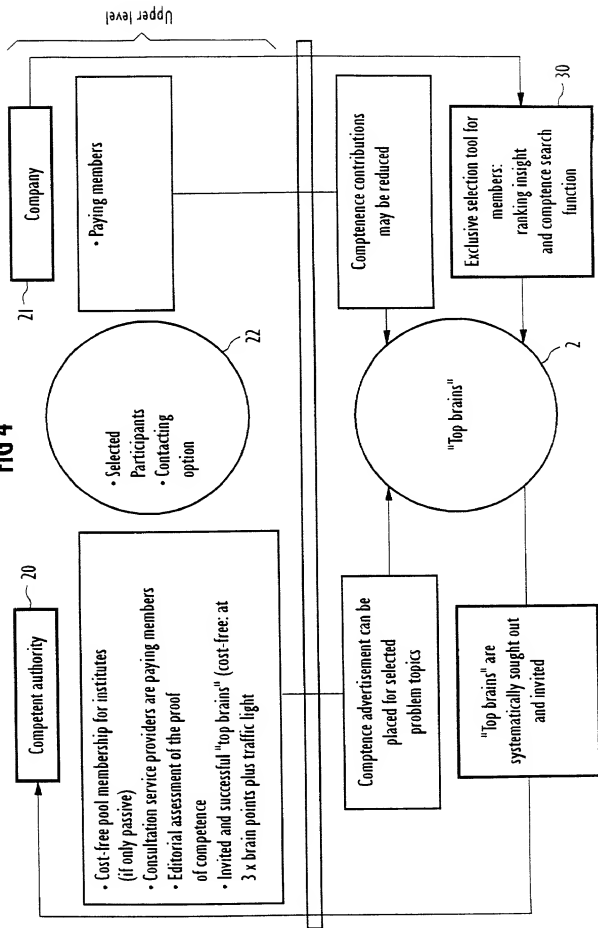 FIG 4
Competent authority
20
• Cost-free pool membership for institutes
(if only passive)
• Consultation service providers are paying members
• Editorial assessment of the proof
of competence
• Invited and successful "top brains" (cost-free: at
3 x brain points plus traffic light
• Selected
Participants
• Contacting
option
22
Company
21
• Paying members
Upper level
Comptence advertisement can be
placed for selected
problem topics
"Top brains" are
systematically sought out
and invited
"Top brains"
2
Comptenence contributions
may be reduced
Exclusive selection tool for
members:
ranking insight
and comptence search
function
30